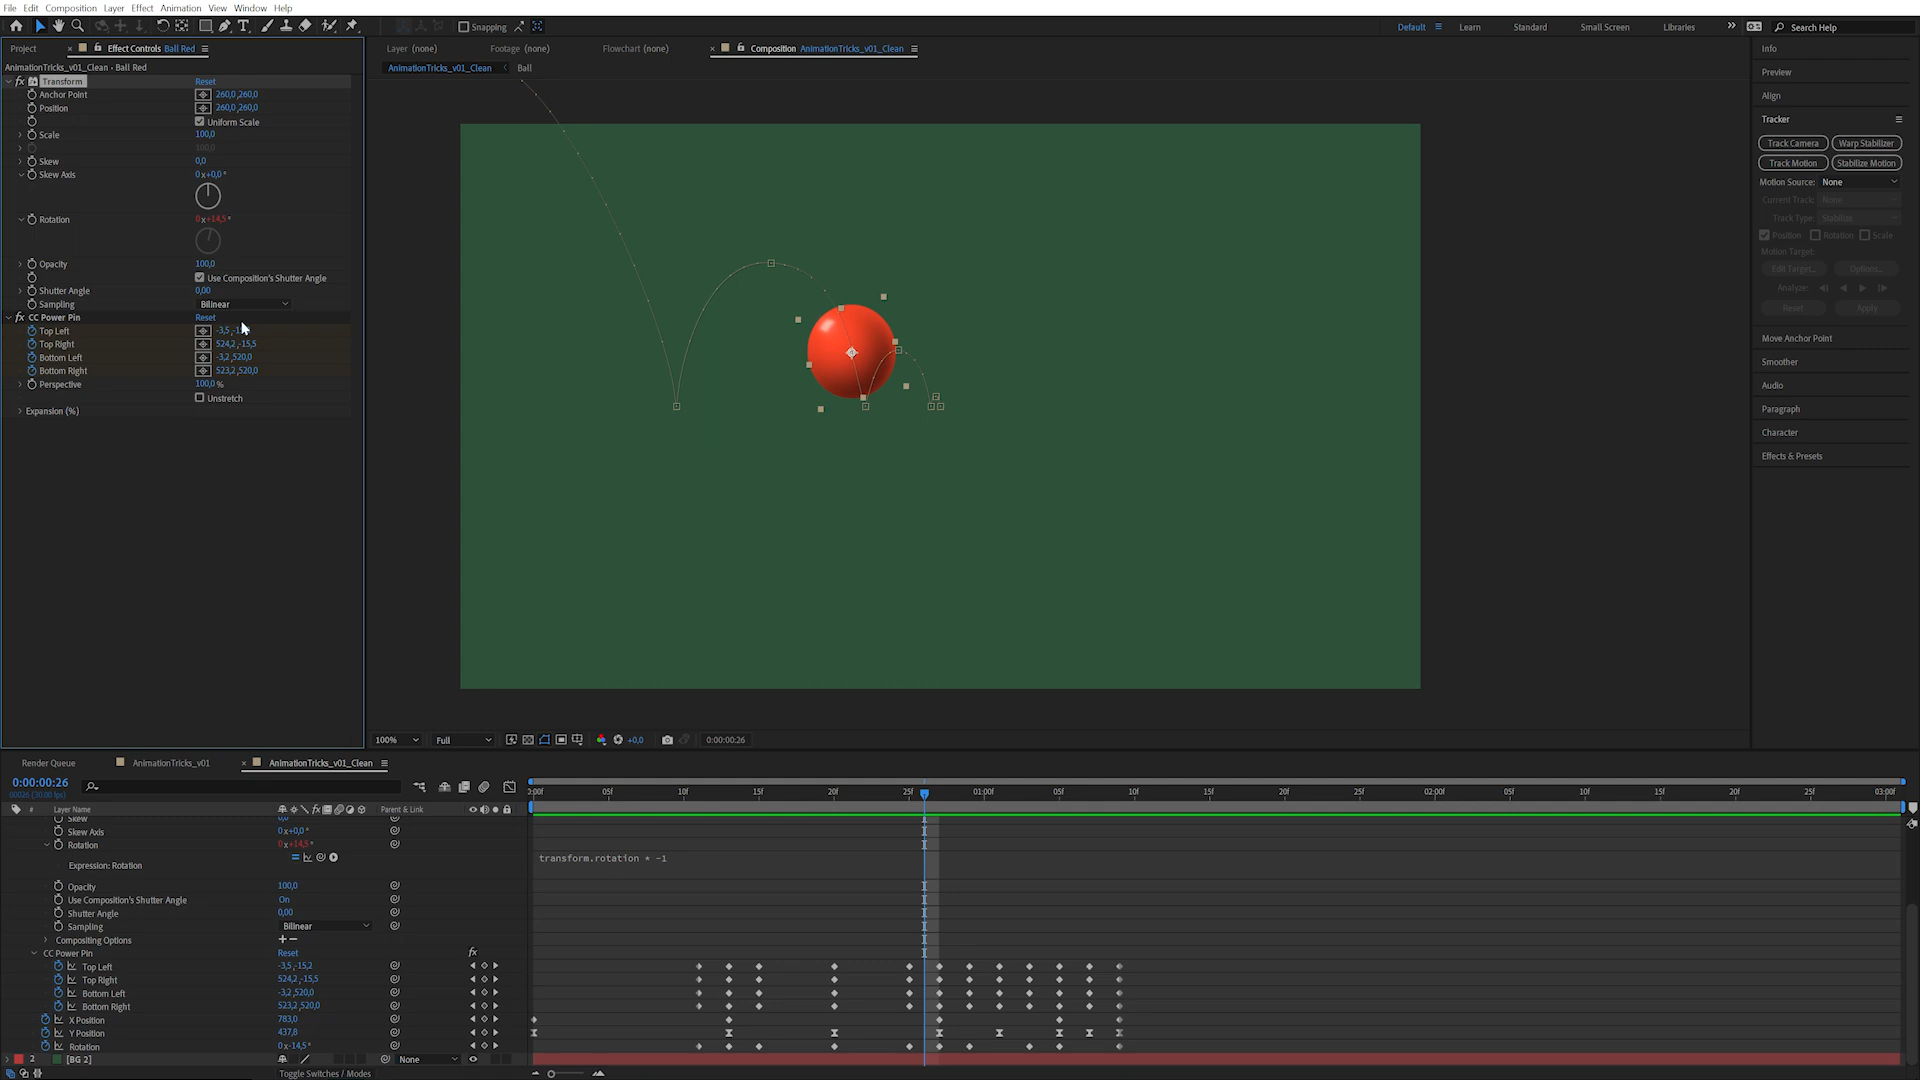 File Edit Composition Layer Effect Animation View Window Help
Snapping
Default Learn Standard Small Screen Libraries Search Help
Project Effect Controls Ball Red
AnimationTricks_v01_Clean · Ball Red
Transform Reset
Anchor Point 260,0,260,0
Position 260,0,260,0
Uniform Scale
Scale 100,0
100,0
Skew 0,0
Skew Axis 0x+0,0°
Rotation 0x+14,5°
Opacity 100,0
Use Composition's Shutter Angle
Shutter Angle 0,00
Sampling Bilinear
CC Power Pin Reset
Top Left -3,5,
Top Right 524,2,-15,5
Bottom Left -3,2,520,0
Bottom Right 523,2,520,0
Perspective 100,0%
Unstretch
Expansion (%)
Layer (none) Footage (none) Flowchart (none) Composition AnimationTricks_v01_Clean
AnimationTricks_v01_Clean Ball
100% Full +0,0 0:00:00:26
Info
Preview
Align
Tracker
Track Camera Warp Stabilizer
Track Motion Stabilize Motion
Motion Source: None
Current Track: None
Track Type: Stabilize
Position Rotation Scale
Motion Target:
Edit Target... Options...
Analyze:
Reset Apply
Move Anchor Point
Smoother
Audio
Paragraph
Character
Effects & Presets
Render Queue AnimationTricks_v01 AnimationTricks_v01_Clean
0:00:00:26
00026 (30.00 fps)
# Layer Name Parent & Link
Skew 0,0
Skew Axis 0x+0,0°
Rotation 0x+14,5°
Expression: Rotation
Opacity 100,0
Use Composition's Shutter Angle On
Shutter Angle 0,00
Sampling Bilinear
Compositing Options +−
CC Power Pin Reset
Top Left -3,5,-15,2
Top Right 524,2,-15,5
Bottom Left -3,2,520,0
Bottom Right 523,2,520,0
X Position 783,0
Y Position 437,8
Rotation 0x-14,5°
2 [BG 2] None
Toggle Switches / Modes
:00f 05f 10f 15f 20f 25f 01:00f 05f 10f 15f 20f 25f 02:00f 05f 10f 15f 20f 25f 03:00f
transform.rotation * -1